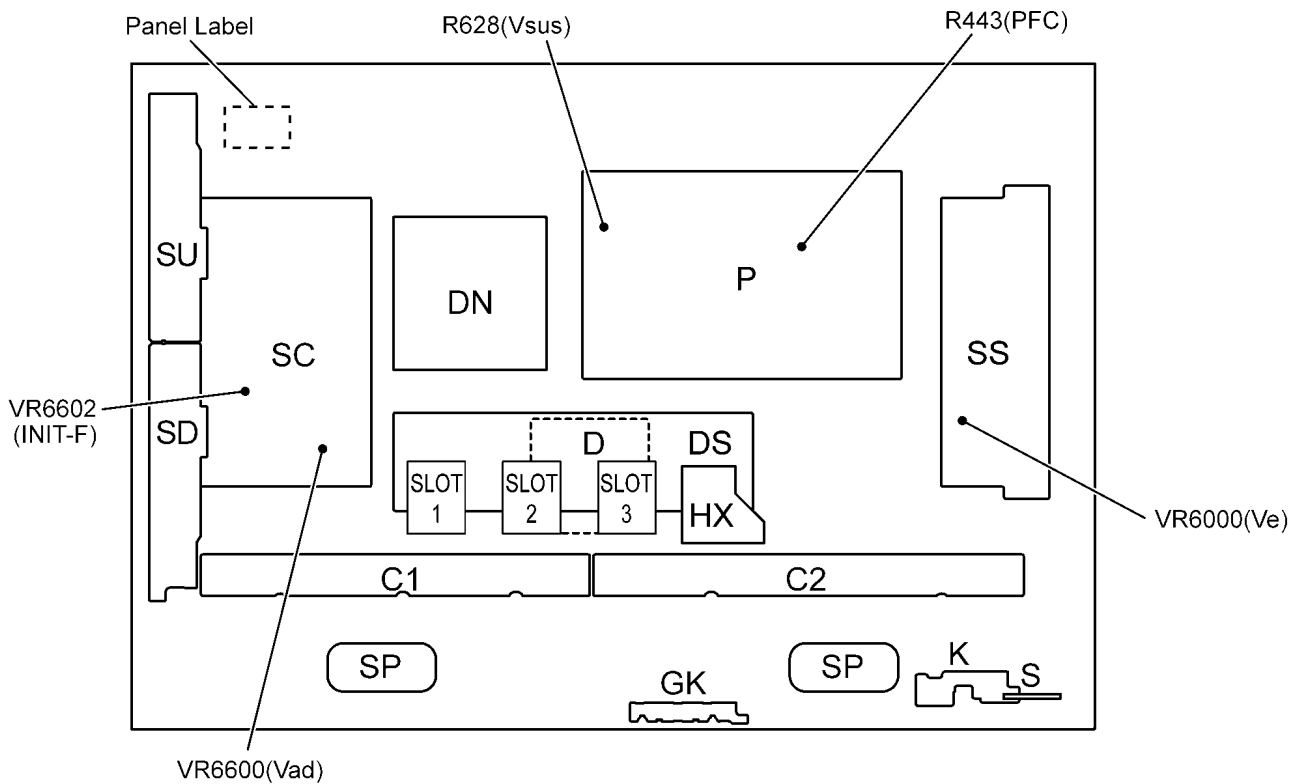 Panel Label
R628(Vsus)
R443(PFC)
SU
DN
P
SC
SS
VR6602
(INIT-F)
SD
D
DS
SLOT
1
SLOT
2
SLOT
3
HX
VR6000(Ve)
C1
C2
SP
SP
K
S
GK
VR6600(Vad)